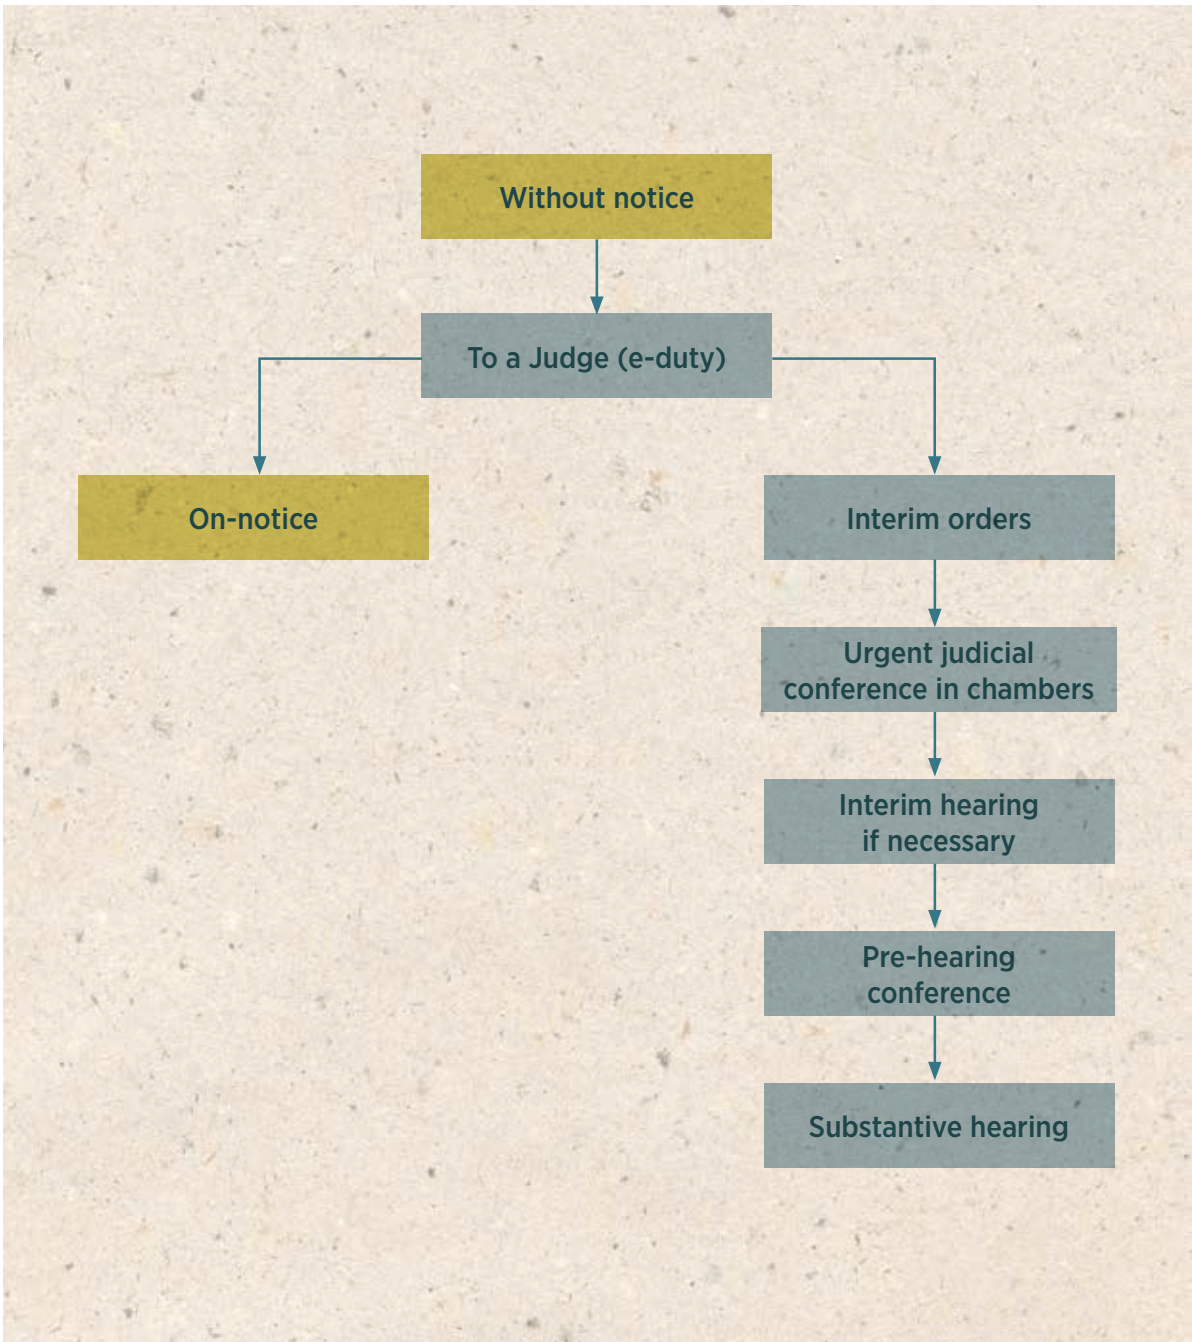 Without notice
To a Judge (e-duty)
On-notice
Interim orders
Urgent judicial
conference in chambers
Interim hearing
if necessary
Pre-hearing
conference
Substantive hearing